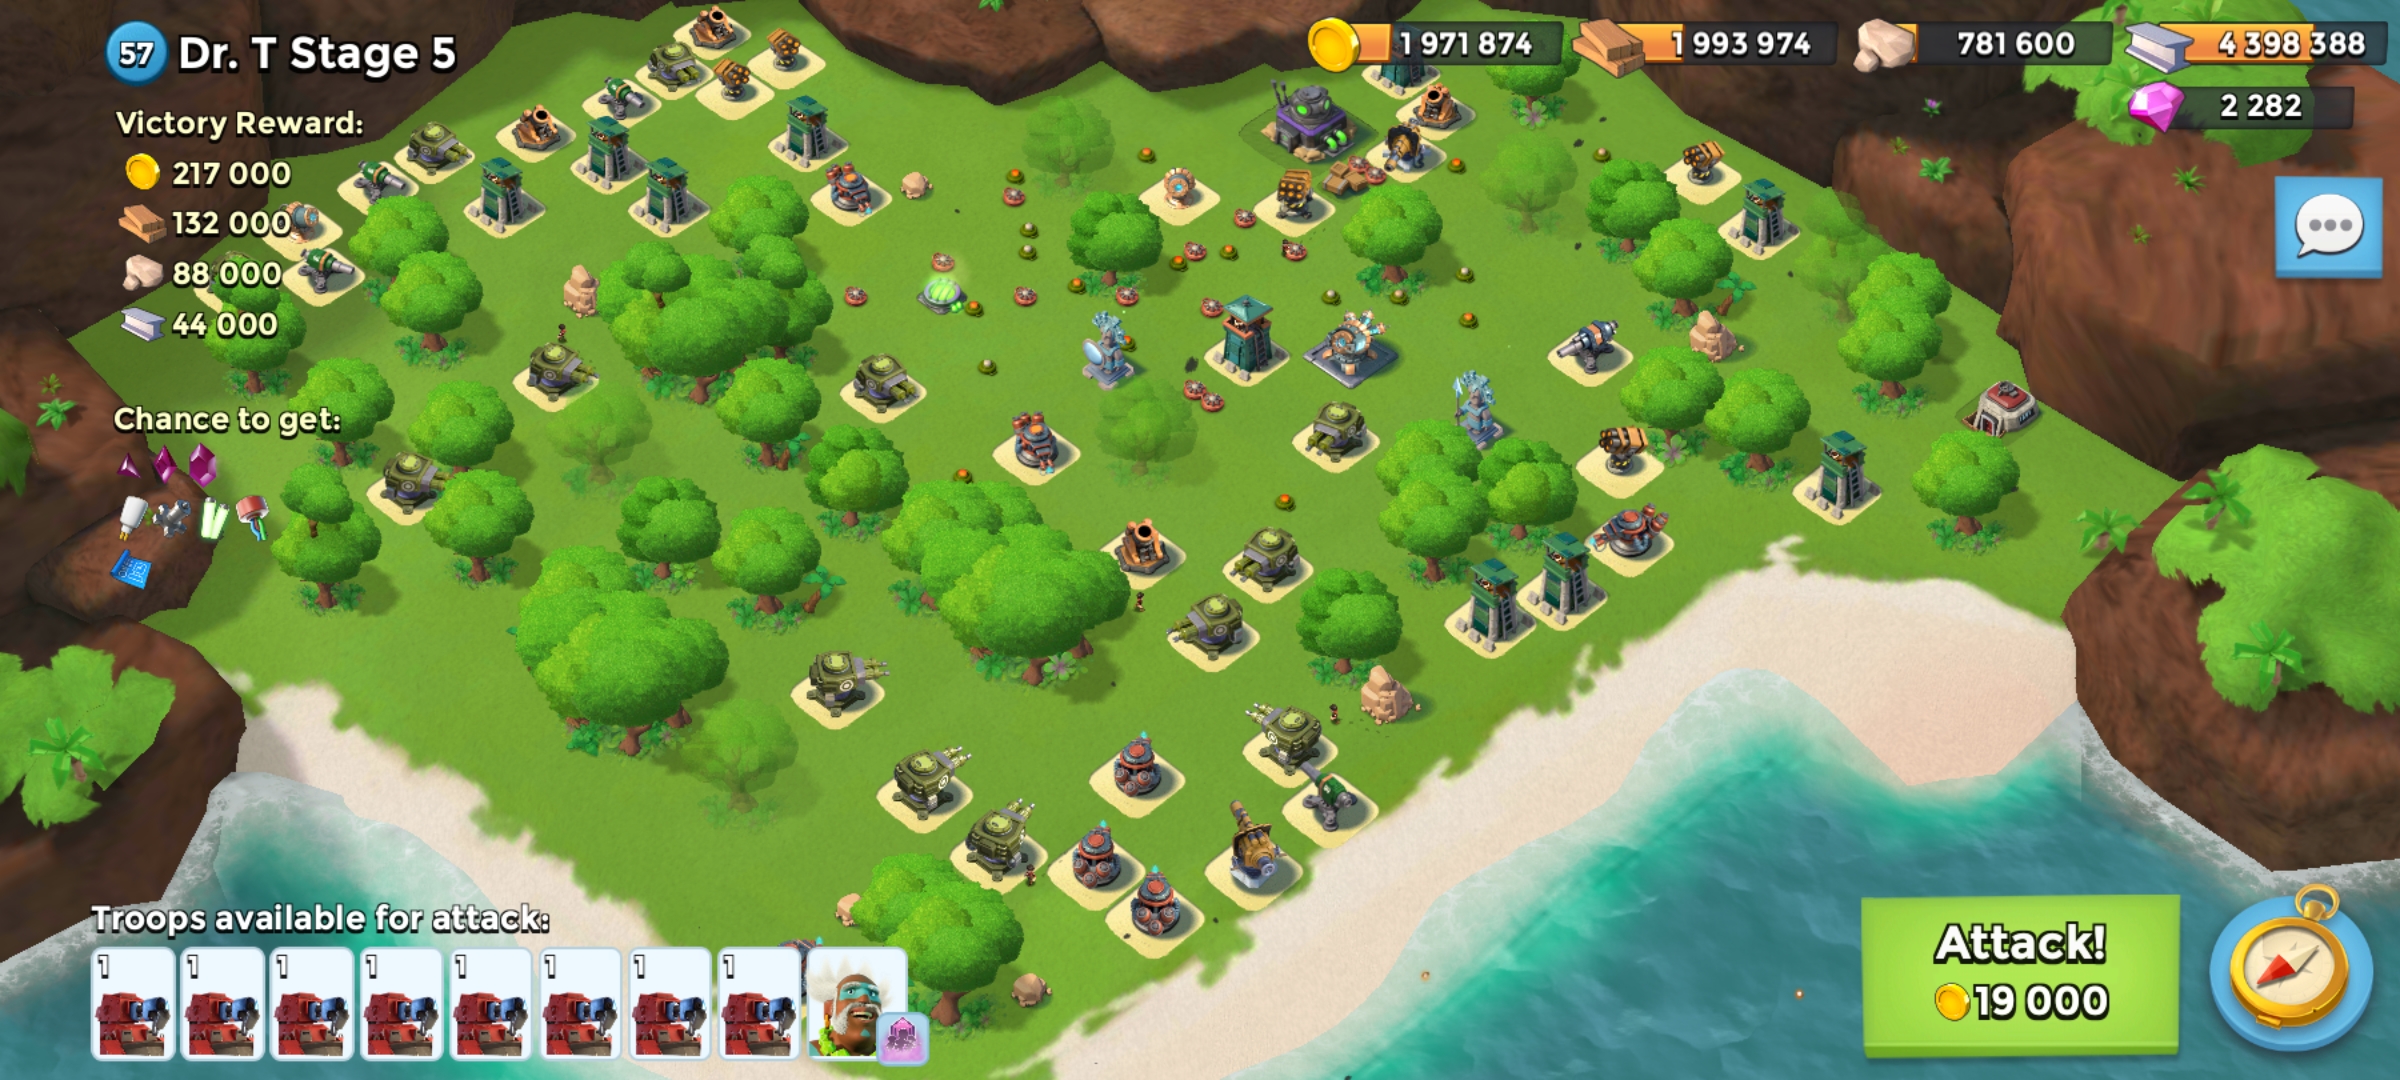 57 Dr. T Stage 5
1 971 874
1 993 974
781 600
4 398 388
2 282
Victory Reward:
217 000
132 000
88 000
44 000
Chance to get:
Troops available for attack:
1 1 1 1 1 1 1 1
Attack!
19 000